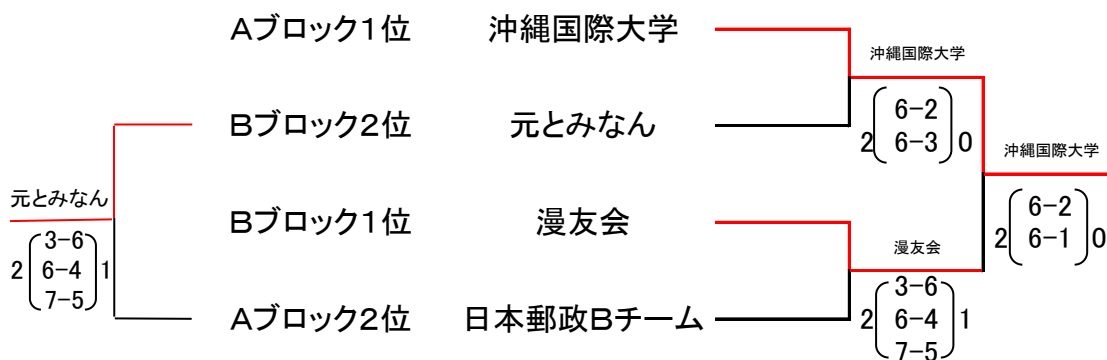 Aブロック1位 沖縄国際大学
沖縄国際大学
Bブロック2位 元とみなん
2 6-2 0
6-3
沖縄国際大学
元とみなん
Bブロック1位 漫友会
2 6-2 0
6-1
漫友会
2 3-6 1
6-4
7-5
Aブロック2位 日本郵政Bチーム
2 3-6 1
6-4
7-5